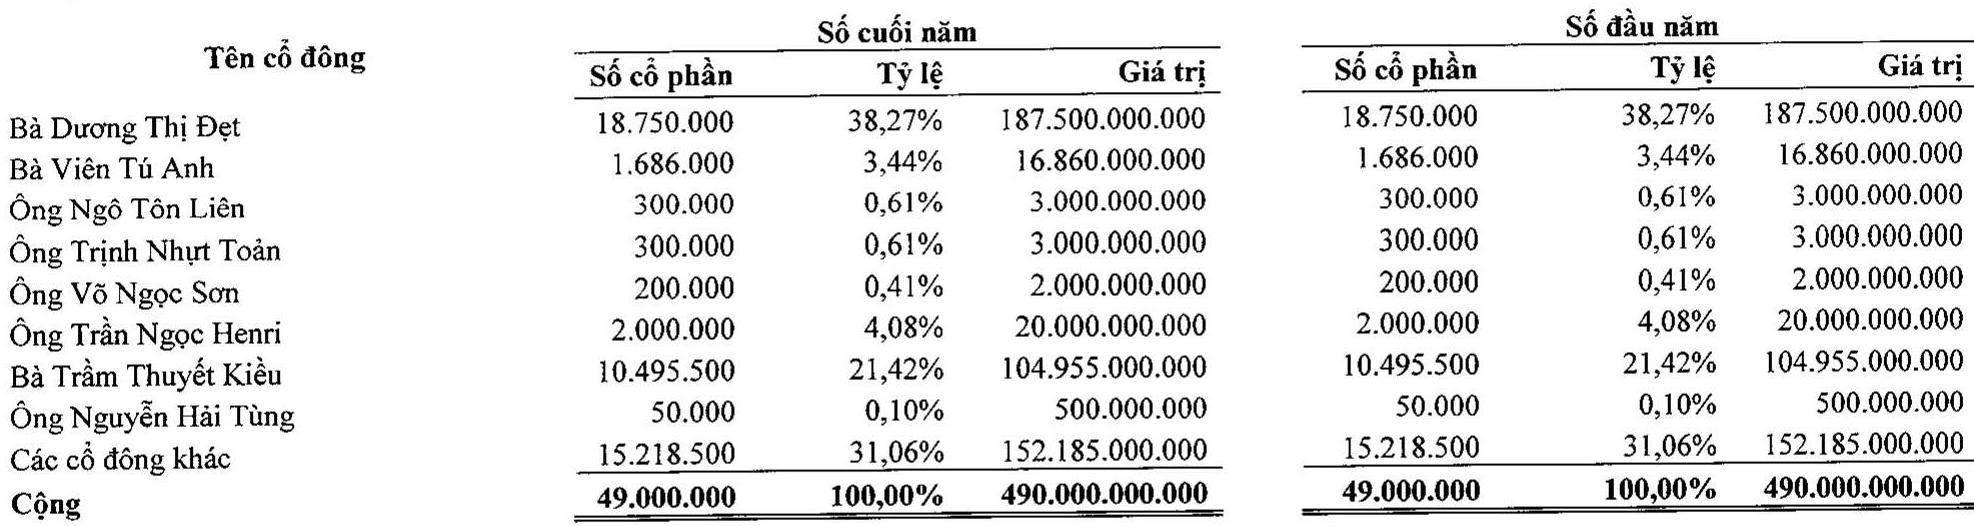 Tên cổ đông Số cuối năm Số đầu năm
Số cổ phần Tỷ lệ Giá trị Số cổ phần Tỷ lệ Giá trị
Bà Dương Thị Đẹt 18.750.000 38,27% 187.500.000.000 18.750.000 38,27% 187.500.000.000
Bà Viên Tú Anh 1.686.000 3,44% 16.860.000.000 1.686.000 3,44% 16.860.000.000
Ông Ngô Tôn Liên 300.000 0,61% 3.000.000.000 300.000 0,61% 3.000.000.000
Ông Trịnh Nhựt Toản 300.000 0,61% 3.000.000.000 300.000 0,61% 3.000.000.000
Ông Võ Ngọc Sơn 200.000 0,41% 2.000.000.000 200.000 0,41% 2.000.000.000
Ông Trần Ngọc Henri 2.000.000 4,08% 20.000.000.000 2.000.000 4,08% 20.000.000.000
Bà Trầm Thuyết Kiều 10.495.500 21,42% 104.955.000.000 10.495.500 21,42% 104.955.000.000
Ông Nguyễn Hải Tùng 50.000 0,10% 500.000.000 50.000 0,10% 500.000.000
Các cổ đông khác 15.218.500 31,06% 152.185.000.000 15.218.500 31,06% 152.185.000.000
Cộng 49.000.000 100,00% 490.000.000.000 49.000.000 100,00% 490.000.000.000